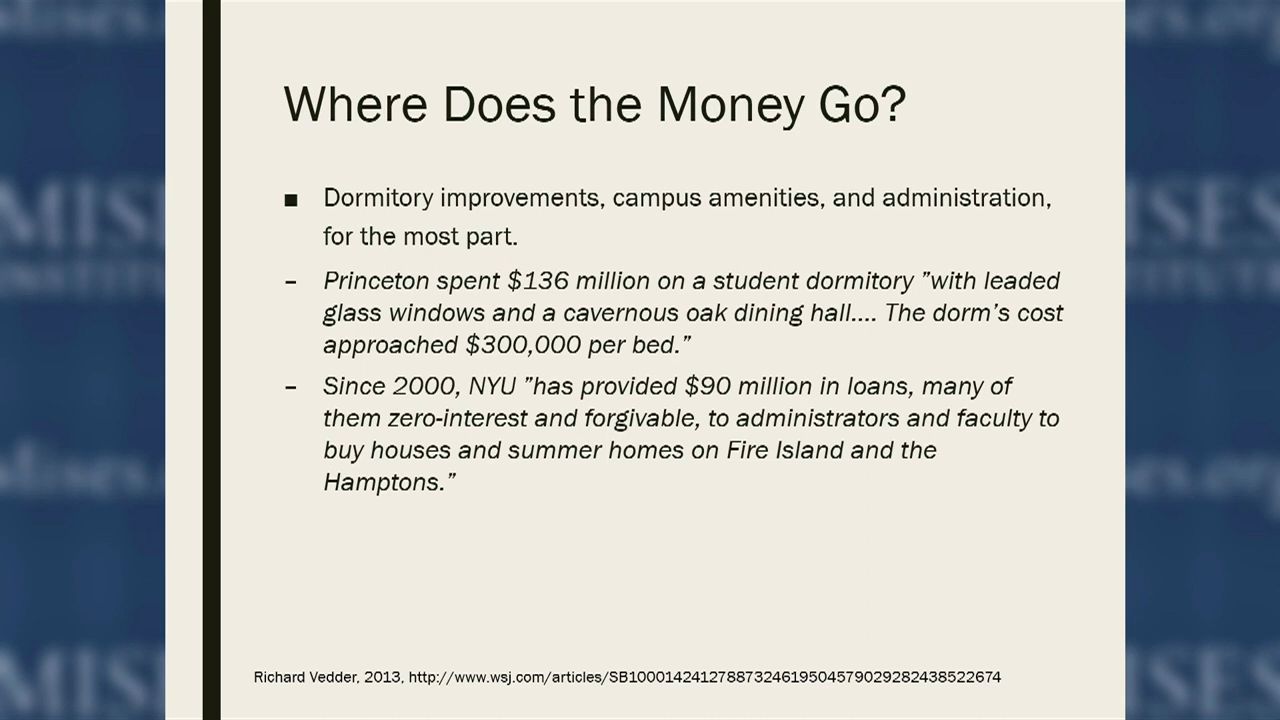 Where Does the Money Go?
■ Dormitory improvements, campus amenities, and administration,
for the most part.
– Princeton spent $136 million on a student dormitory ”with leaded
glass windows and a cavernous oak dining hall.... The dorm’s cost
approached $300,000 per bed.”
– Since 2000, NYU ”has provided $90 million in loans, many of
them zero-interest and forgivable, to administrators and faculty to
buy houses and summer homes on Fire Island and the
Hamptons.”
Richard Vedder, 2013, http://www.wsj.com/articles/SB10001424127887324619504579029282438522674